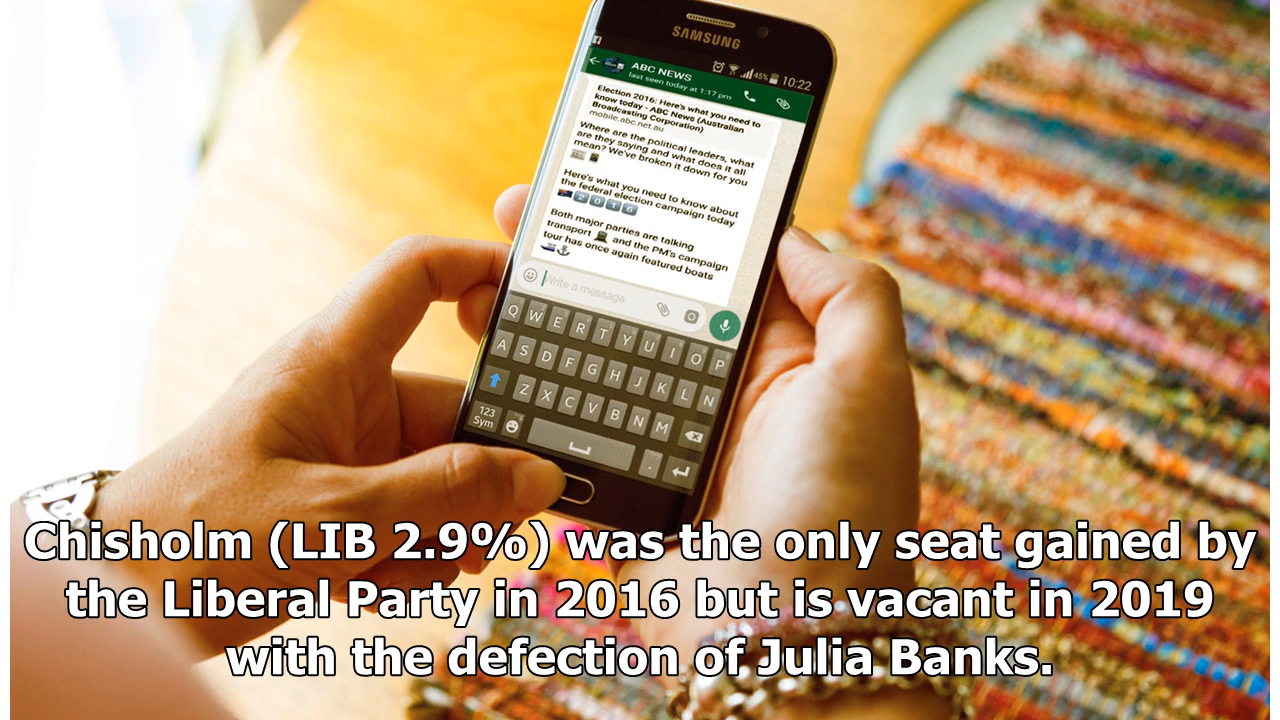 SAMSUNG
45% 10:22
ABC NEWS
last seen today at 1:17 pm
Election 2016: Here's what you need to
know today - ABC News (Australian
Broadcasting Corporation)
mobile.abc.net.au
Where are the political leaders, what
are they saying and what does it all
mean? We've broken it down for you
Here's what you need to know about
the federal election campaign today
2016
Both major parties are talking
transport and the PM's campaign
tour has once again featured boats
Write a message
Q W E R T Y U I O P
A S D F G H J K L N
Z X C V B N M
123
Sym
.
Chisholm (LIB 2.9%) was the only seat gained by
the Liberal Party in 2016 but is vacant in 2019
with the defection of Julia Banks.